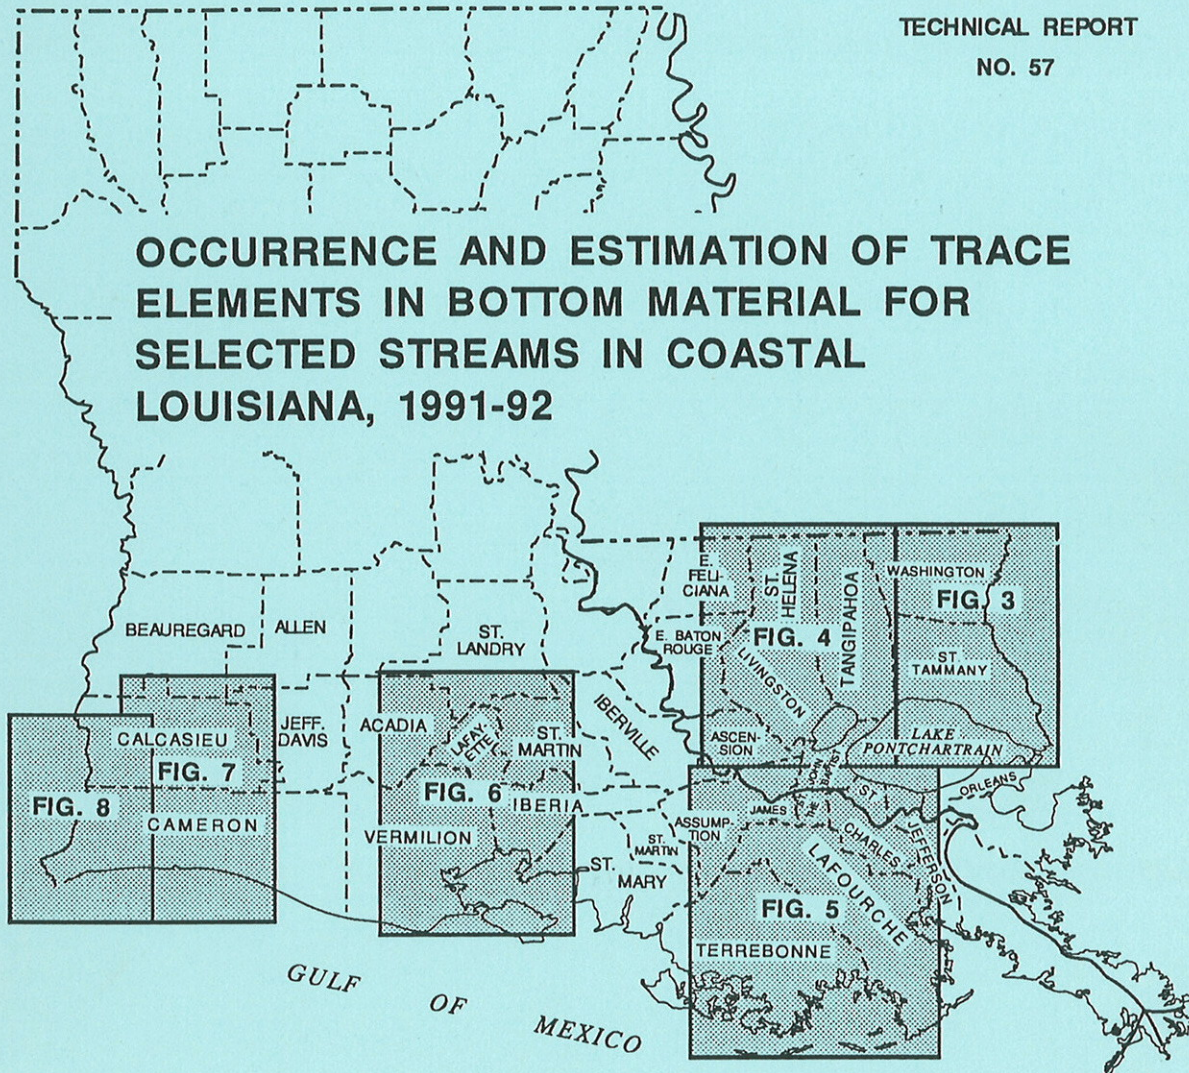 TECHNICAL REPORT
NO. 57
OCCURRENCE AND ESTIMATION OF TRACE
ELEMENTS IN BOTTOM MATERIAL FOR
SELECTED STREAMS IN COASTAL
LOUISIANA, 1991-92
E.
FELI-
CIANA
ST.
HELENA
TANGIPAHOA
WASHINGTON
FIG. 3
FIG. 4
E. BATON
ROUGE
LIVINGSTON
ST.
TAMMANY
BEAUREGARD
ALLEN
ST.
LANDRY
IBERVILLE
ASCEN-
SION
LAKE
PONTCHARTRAIN
CALCASIEU
FIG. 7
JEFF.
DAVIS
ACADIA
LAFAY-
ETTE
ST.
MARTIN
FIG. 8
CAMERON
FIG. 6
IBERIA
VERMILION
ST.
MARTIN
ST.
MARY
ASSUMP-
TION
JAMES
ST. JOHN
THE
ST.
CHARLES
ORLEANS
JEFFERSON
LAFOURCHE
FIG. 5
TERREBONNE
GULF OF MEXICO